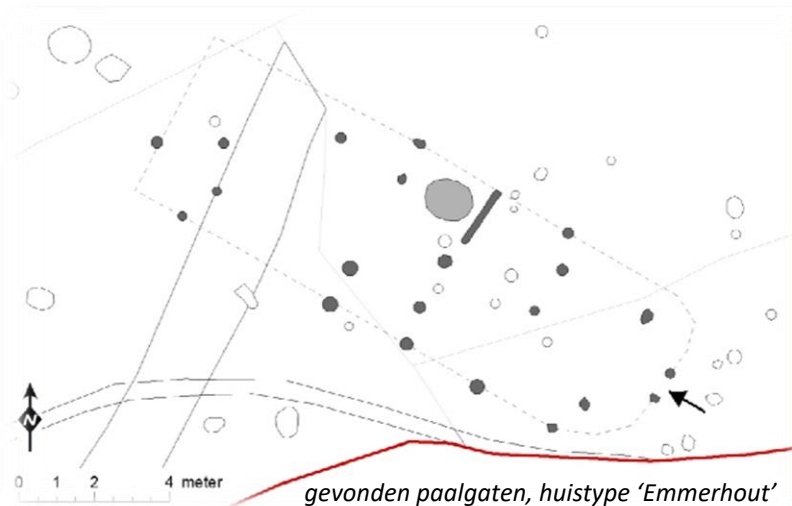 N
0 1 2 4 meter
gevonden paalgaten, huistype ‘Emmerhout’